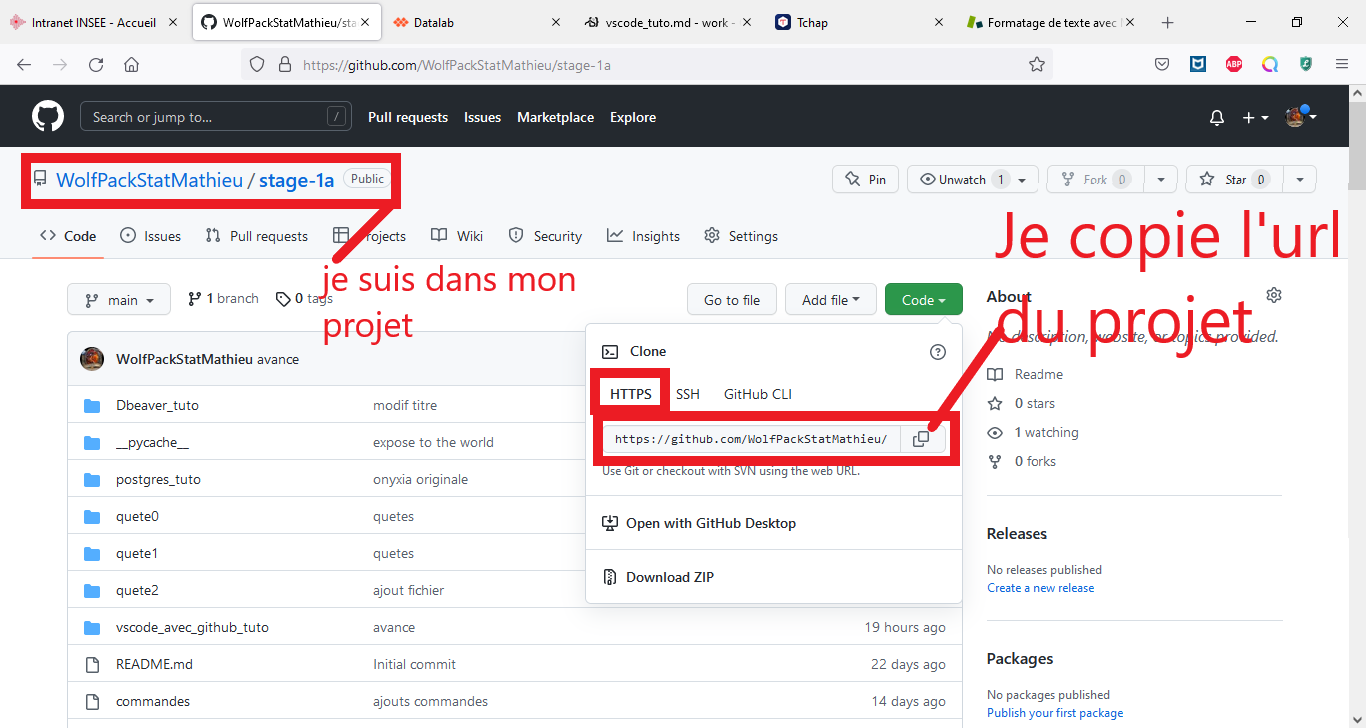 Intranet INSEE - Accueil
WolfPackStatMathieu/sta
Datalab
vscode_tuto.md - work -
Tchap
Formatage de texte avec
https://github.com/WolfPackStatMathieu/stage-1a
ABP
Search or jump to... /
Pull requests Issues Marketplace Explore
WolfPackStatMathieu / stage-1a Public
Pin Unwatch 1 Fork 0 Star 0
Code Issues Pull requests Projects Wiki Security Insights Settings
Je copie l'url
du projet
je suis dans mon
projet
main 1 branch 0 tags Go to file Add file Code
WolfPackStatMathieu avance
Dbeaver_tuto modif titre
__pycache__ expose to the world
postgres_tuto onyxia originale
quete0 quetes
quete1 quetes
quete2 ajout fichier
vscode_avec_github_tuto avance 19 hours ago
README.md Initial commit 22 days ago
commandes ajouts commandes 14 days ago
Clone
HTTPS SSH GitHub CLI
https://github.com/WolfPackStatMathieu/
Use Git or checkout with SVN using the web URL.
Open with GitHub Desktop
Download ZIP
About
No description, website, or topics provided.
Readme
0 stars
1 watching
0 forks
Releases
No releases published
Create a new release
Packages
No packages published
Publish your first package